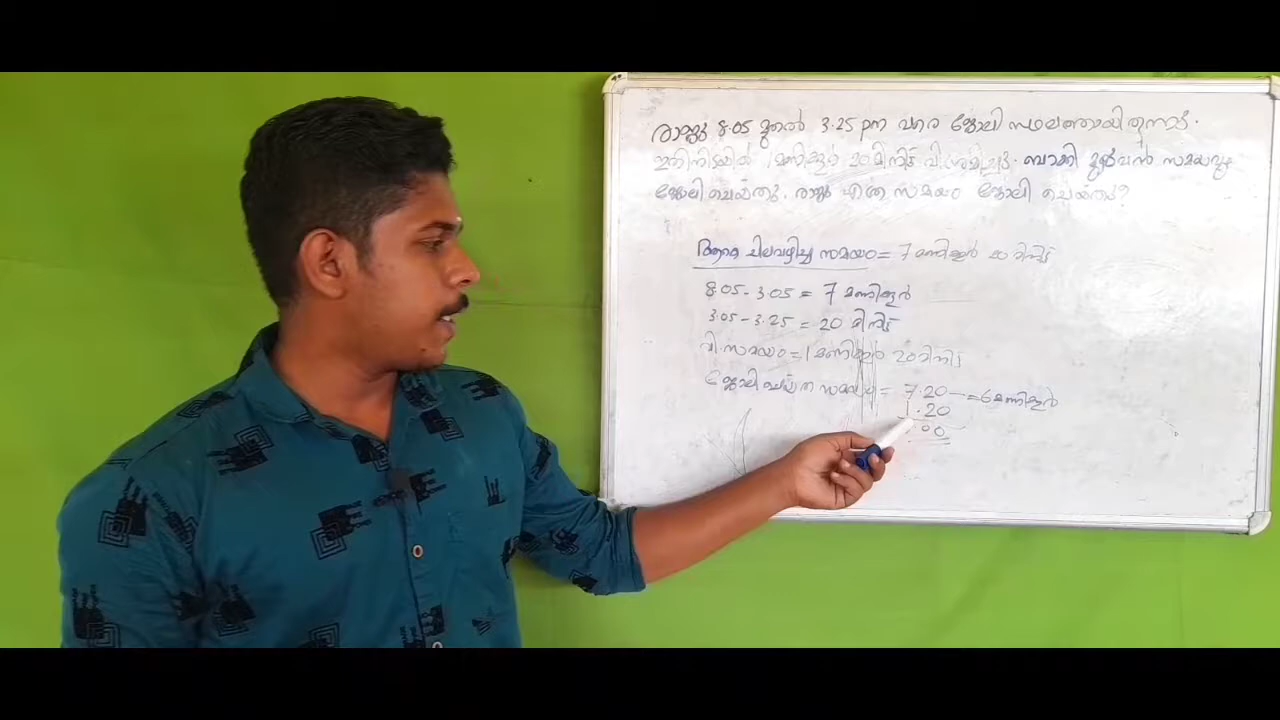 രാജു 8.05 മുതൽ 3.25 pm വരെ ജോലി സ്ഥലത്തായിരുന്നു.
ഇതിനിടയിൽ 1 മണിക്കൂർ 20 മിനിട്ട് വിശ്രമിച്ചു. ബാക്കി മുഴുവൻ സമയവും
ജോലി ചെയ്തു. രാജു എത്ര സമയം ജോലി ചെയ്തു?
ആകെ ചിലവഴിച്ച സമയം = 7 മണിക്കൂർ 20 മിനിട്ട്
8.05 - 3.05 = 7 മണിക്കൂർ
3.05 - 3.25 = 20 മിനിട്ട്
വി. സമയം = 1 മണിക്കൂർ 20 മിനിട്ട്
ജോലി ചെയ്ത സമയം = 7.20 — = 6 മണിക്കൂർ
1.20
.00